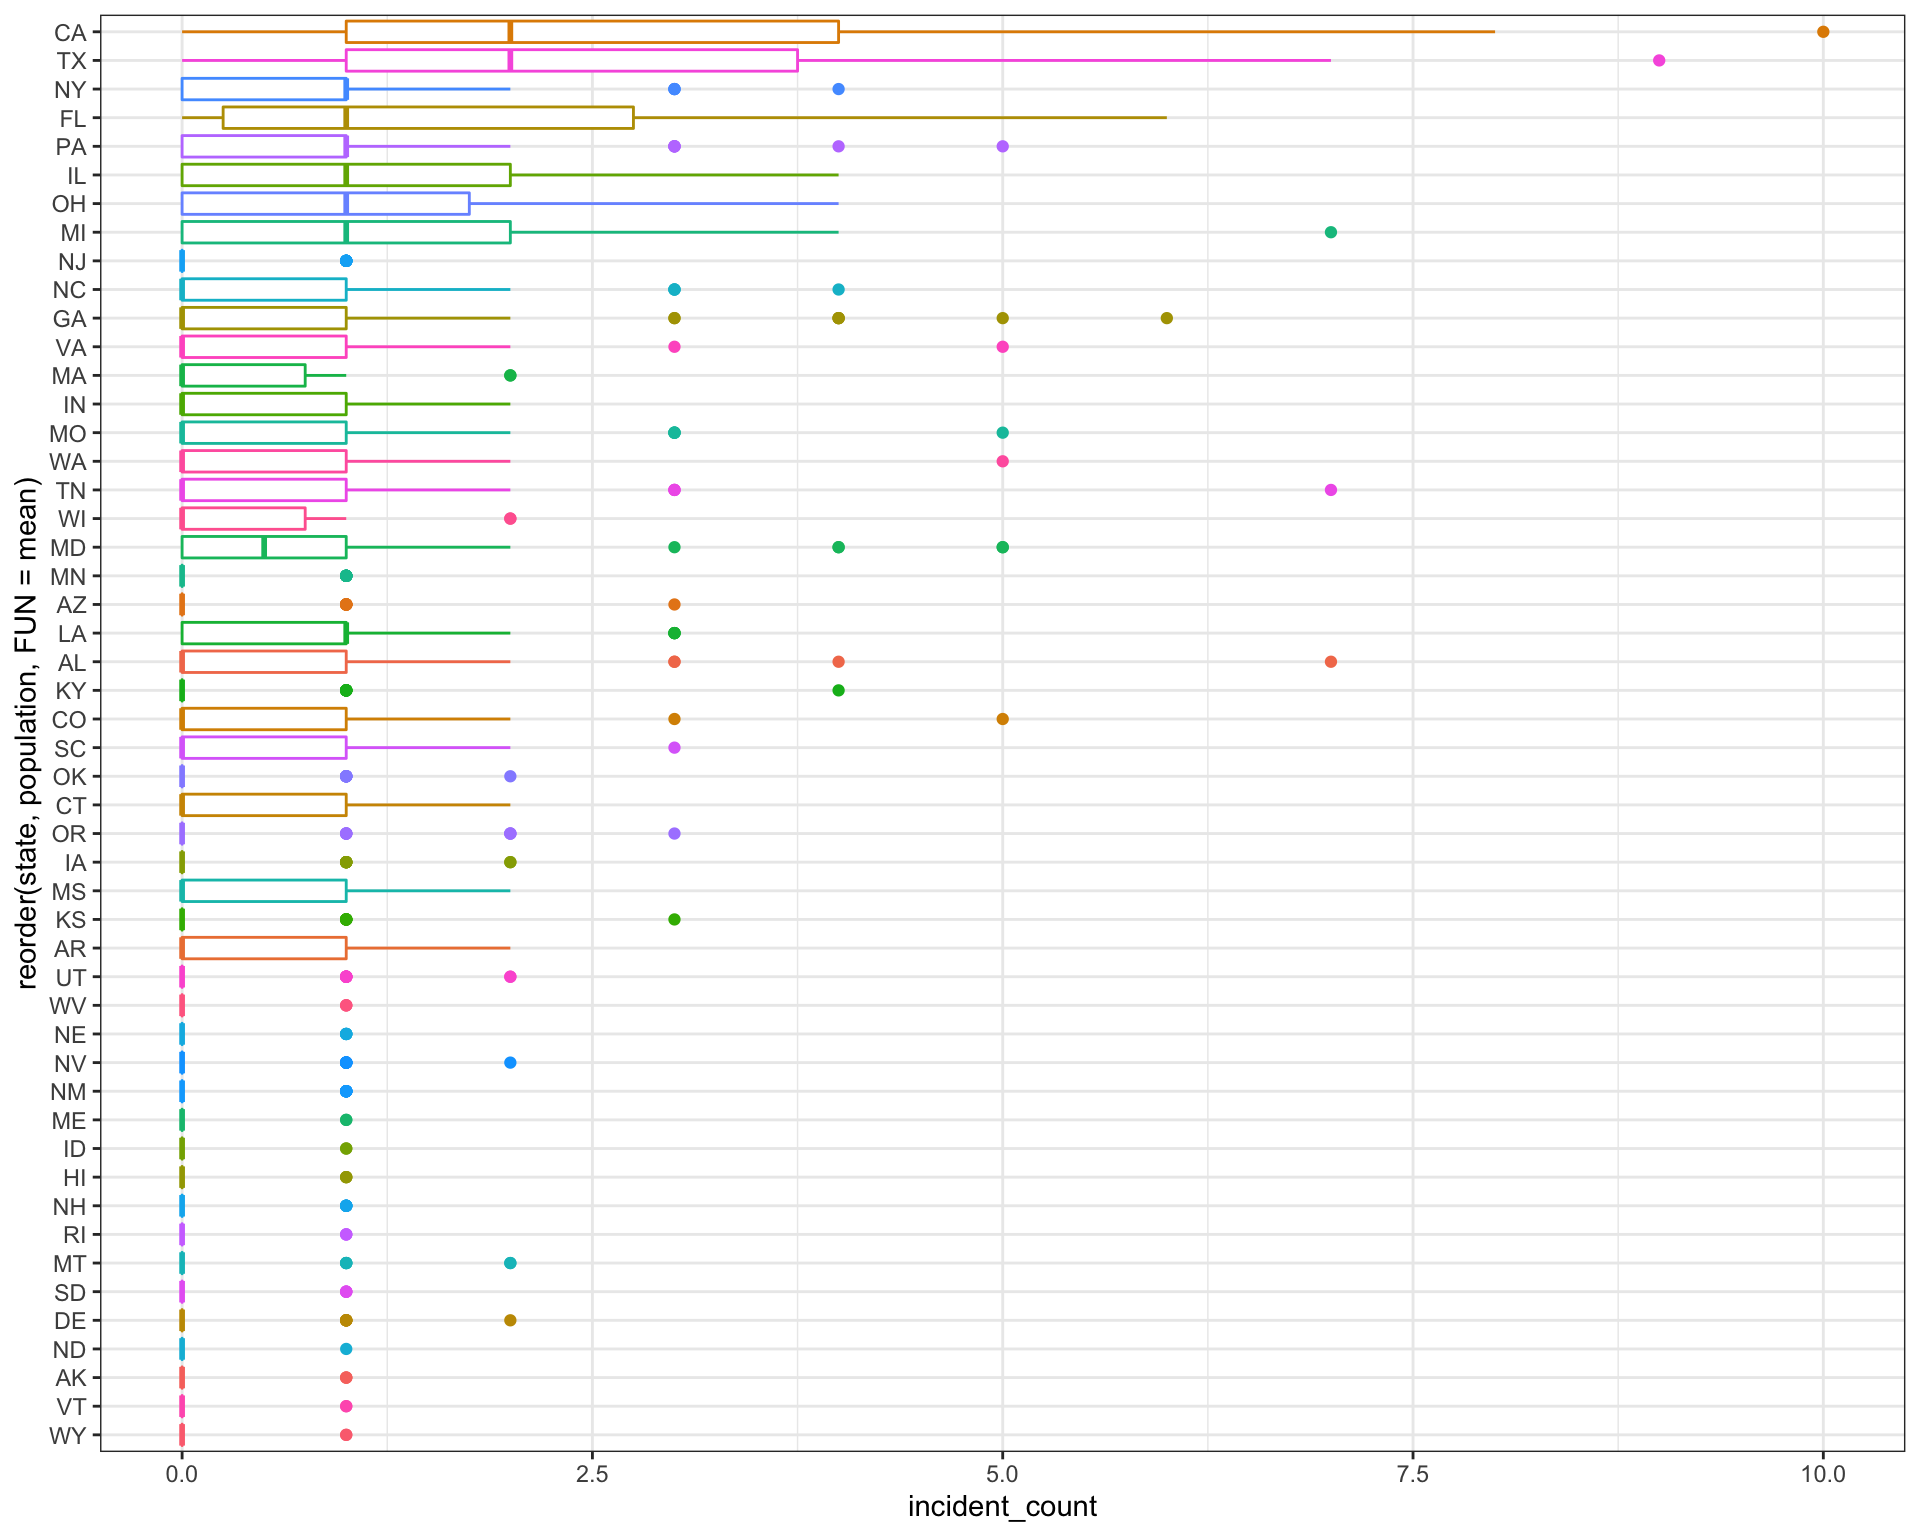 CA
TX
NY
FL
PA
IL
OH
MI
NJ
NC
GA
VA
MA
IN
MO
WA
TN
WI
MD
MN
AZ
LA
AL
KY
CO
SC
OK
CT
OR
IA
MS
KS
AR
UT
WV
NE
NV
NM
ME
ID
HI
NH
RI
MT
SD
DE
ND
AK
VT
WY
reorder(state, population, FUN = mean)
0.0 2.5 5.0 7.5 10.0
incident_count